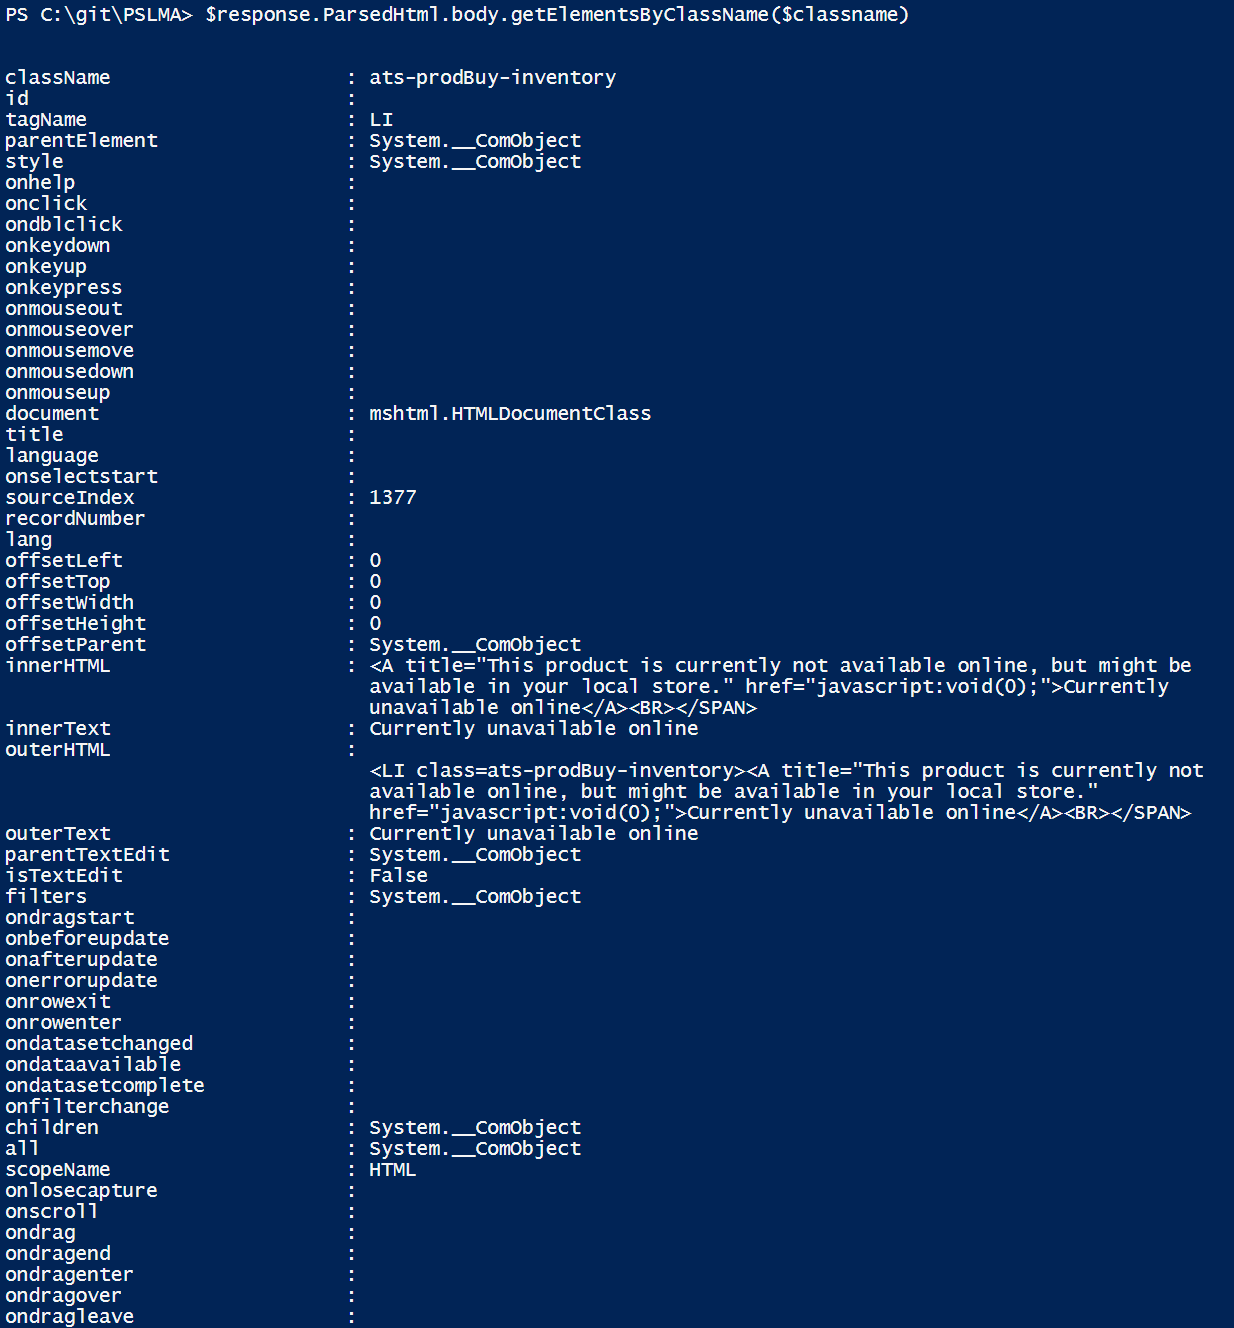 PS C:\git\PSLMA> $response.ParsedHtml.body.getElementsByClassName($classname)
className : ats-prodBuy-inventory
id :
tagName : LI
parentElement : System.__ComObject
style : System.__ComObject
onhelp :
onclick :
ondblclick :
onkeydown :
onkeyup :
onkeypress :
onmouseout :
onmouseover :
onmousemove :
onmousedown :
onmouseup :
document : mshtml.HTMLDocumentClass
title :
language :
onselectstart :
sourceIndex : 1377
recordNumber :
lang :
offsetLeft : 0
offsetTop : 0
offsetWidth : 0
offsetHeight : 0
offsetParent : System.__ComObject
innerHTML : <A title="This product is currently not available online, but might be
available in your local store." href="javascript:void(0);">Currently
unavailable online</A><BR></SPAN>
innerText : Currently unavailable online
outerHTML :
<LI class=ats-prodBuy-inventory><A title="This product is currently not
available online, but might be available in your local store."
href="javascript:void(0);">Currently unavailable online</A><BR></SPAN>
outerText : Currently unavailable online
parentTextEdit : System.__ComObject
isTextEdit : False
filters : System.__ComObject
ondragstart :
onbeforeupdate :
onafterupdate :
onerrorupdate :
onrowexit :
onrowenter :
ondatasetchanged :
ondataavailable :
ondatasetcomplete :
onfilterchange :
children : System.__ComObject
all : System.__ComObject
scopeName : HTML
onlosecapture :
onscroll :
ondrag :
ondragend :
ondragenter :
ondragover :
ondragleave :